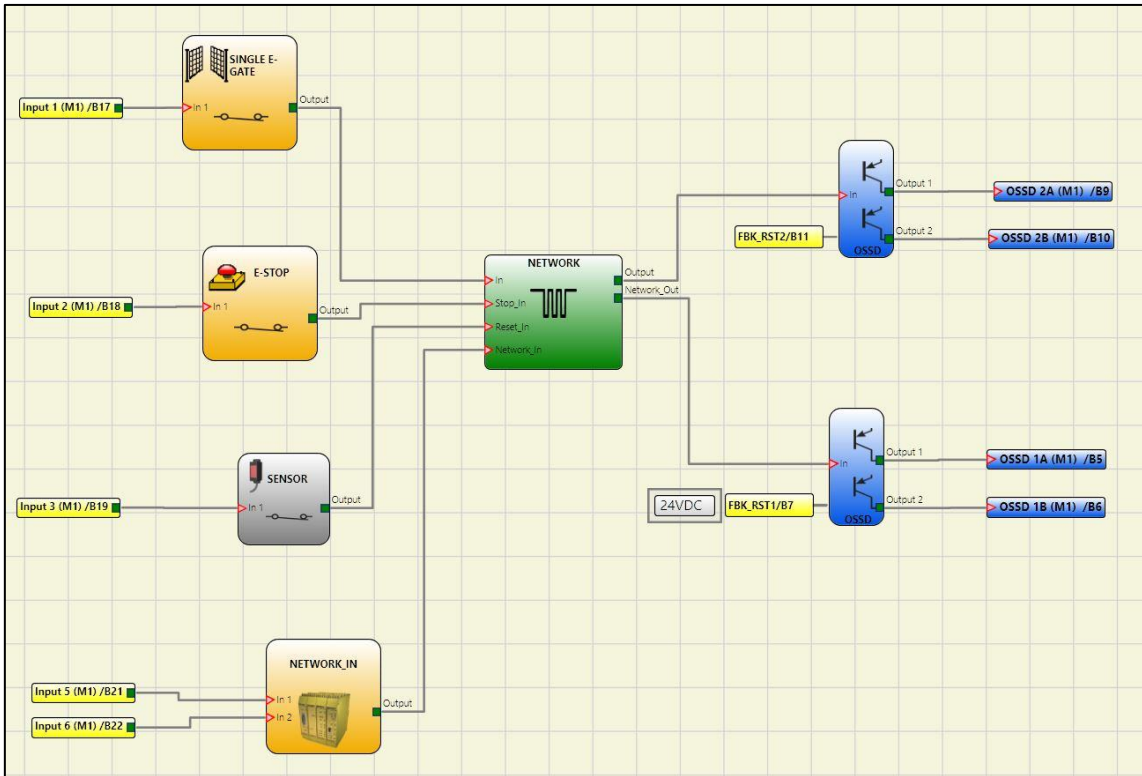 SINGLE E-
GATE
Input 1 (M1) /B17
In 1
Output
E-STOP
Input 2 (M1) /B18
In 1
Output
SENSOR
Input 3 (M1) /B19
In 1
Output
NETWORK_IN
Input 5 (M1) /B21
Input 6 (M1) /B22
In 1
In 2
Output
NETWORK
In
Stop_In
Reset_In
Network_In
Output
Network_Out
In
Output 1
Output 2
OSSD
FBK_RST2/B11
OSSD 2A (M1) /B9
OSSD 2B (M1) /B10
In
Output 1
Output 2
OSSD
24VDC
FBK_RST1/B7
OSSD 1A (M1) /B5
OSSD 1B (M1) /B6